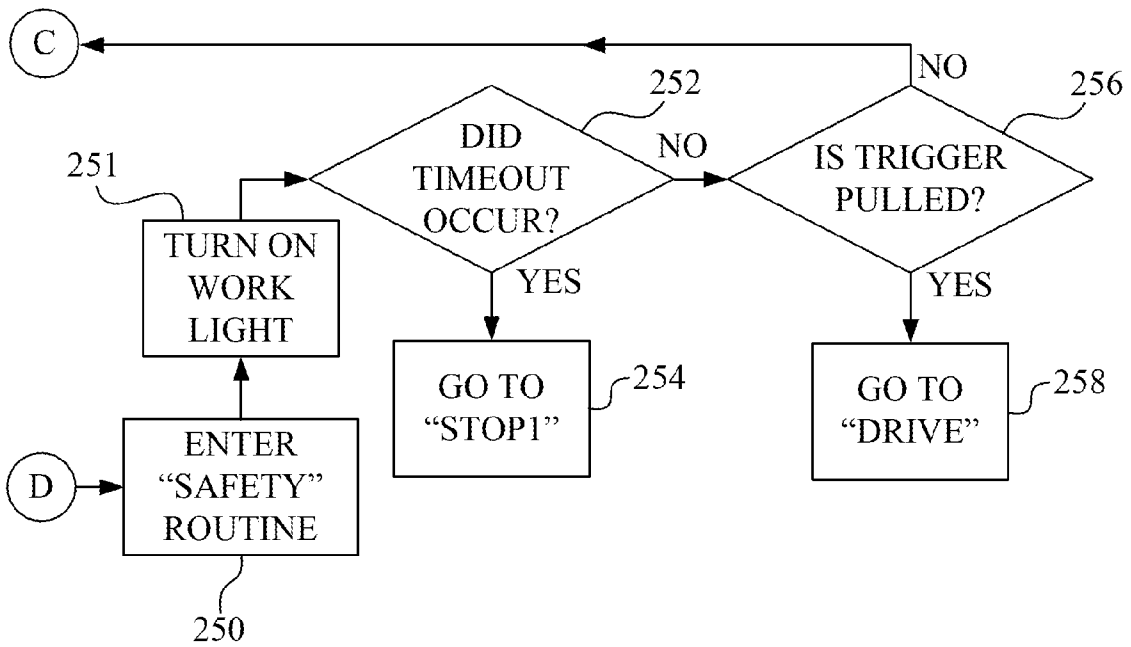 C
NO
256
252
DID
TIMEOUT
OCCUR?
NO
IS TRIGGER
PULLED?
251
TURN ON
WORK
LIGHT
YES
YES
GO TO
“STOP1”
254
GO TO
“DRIVE”
258
D
ENTER
“SAFETY”
ROUTINE
250